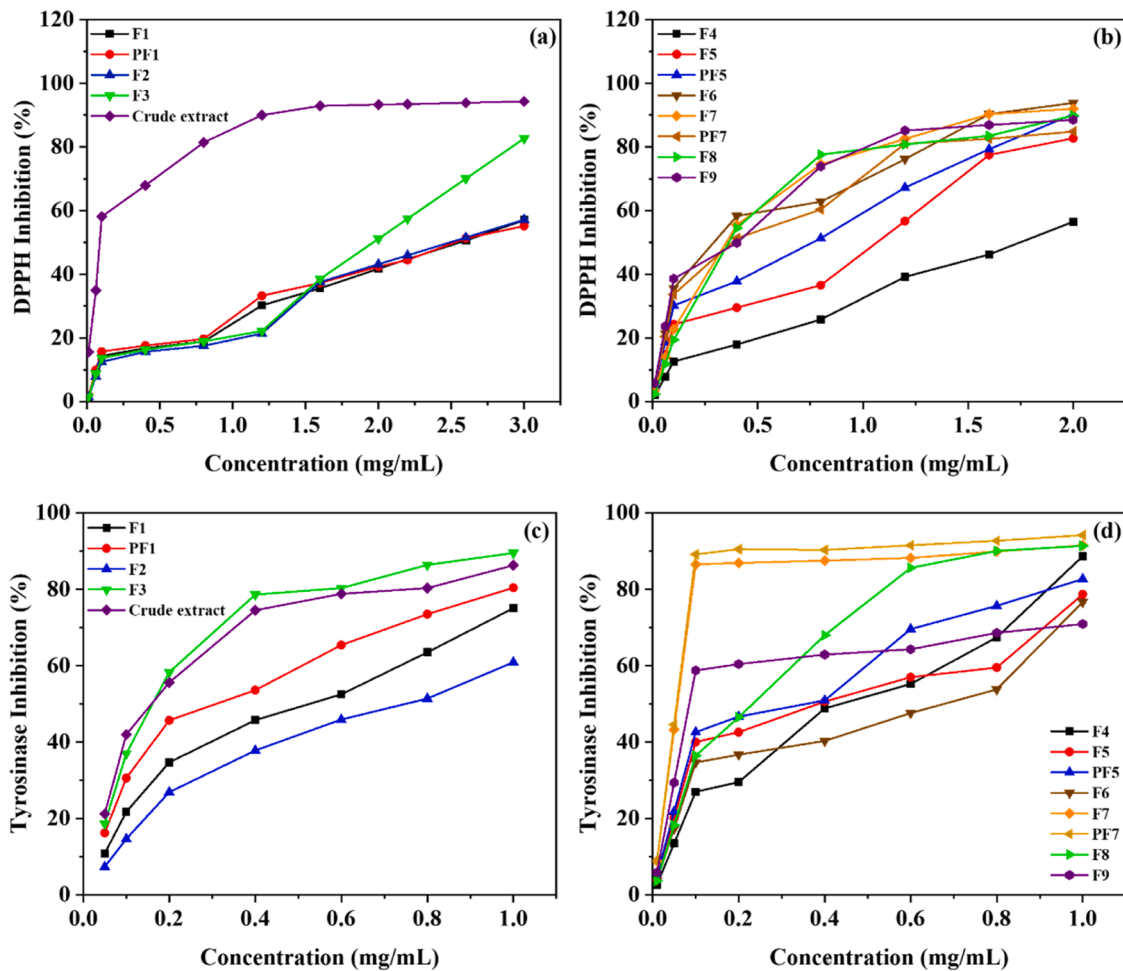 (a)
F1
PF1
F2
F3
Crude extract
DPPH Inhibition (%)
120
100
80
60
40
20
0
0.0 0.5 1.0 1.5 2.0 2.5 3.0
Concentration (mg/mL)
(b)
F4
F5
PF5
F6
F7
PF7
F8
F9
DPPH Inhibition (%)
120
100
80
60
40
20
0
0.0 0.5 1.0 1.5 2.0
Concentration (mg/mL)
(c)
F1
PF1
F2
F3
Crude extract
Tyrosinase Inhibition (%)
100
80
60
40
20
0
0.0 0.2 0.4 0.6 0.8 1.0
Concentration (mg/mL)
(d)
Tyrosinase Inhibition (%)
100
80
60
40
20
0
F4
F5
PF5
F6
F7
PF7
F8
F9
0.0 0.2 0.4 0.6 0.8 1.0
Concentration (mg/mL)